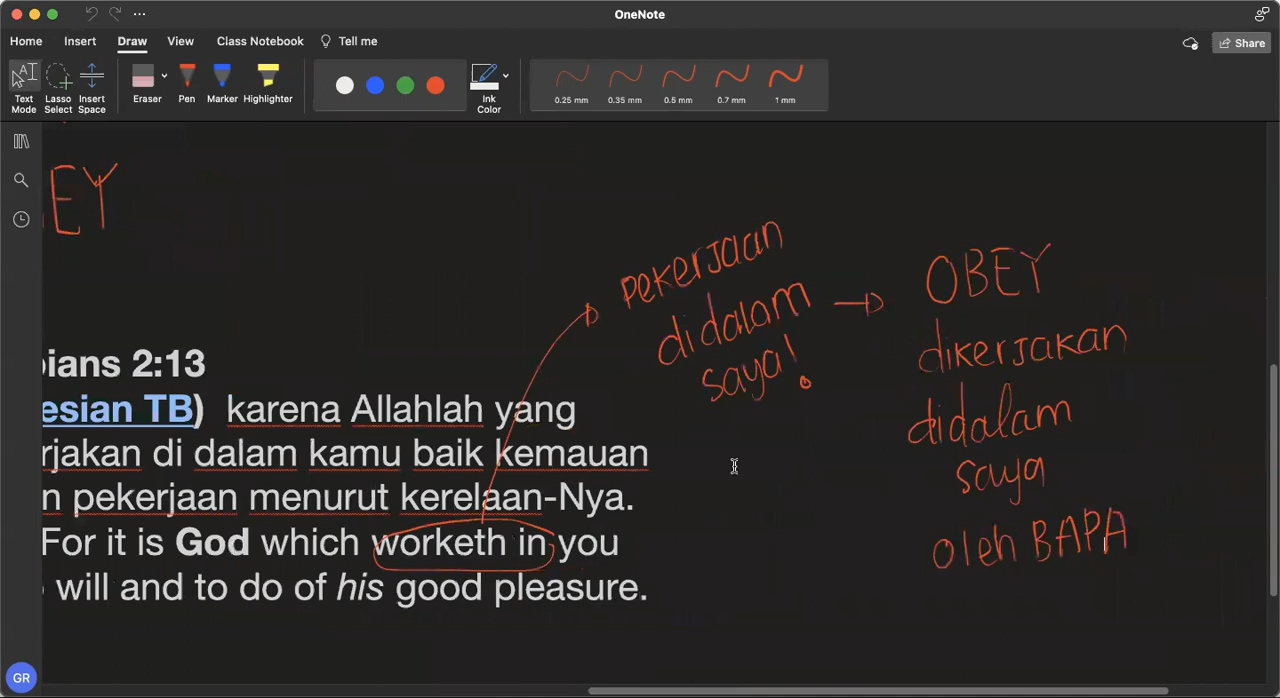 OneNote
Home Insert Draw View Class Notebook Tell me
Share
Text Mode
Lasso Select
Insert Space
Eraser
Pen
Marker
Highlighter
Ink Color
0.25 mm
0.35 mm
0.5 mm
0.7 mm
1 mm
EY
pekerjaan
didalam
saya!
OBEY
dikerjakan
didalam
saya
oleh BAPA
pians 2:13
esian TB) karena Allahlah yang
rjakan di dalam kamu baik kemauan
n pekerjaan menurut kerelaan-Nya.
For it is God which worketh in you
o will and to do of his good pleasure.
GR